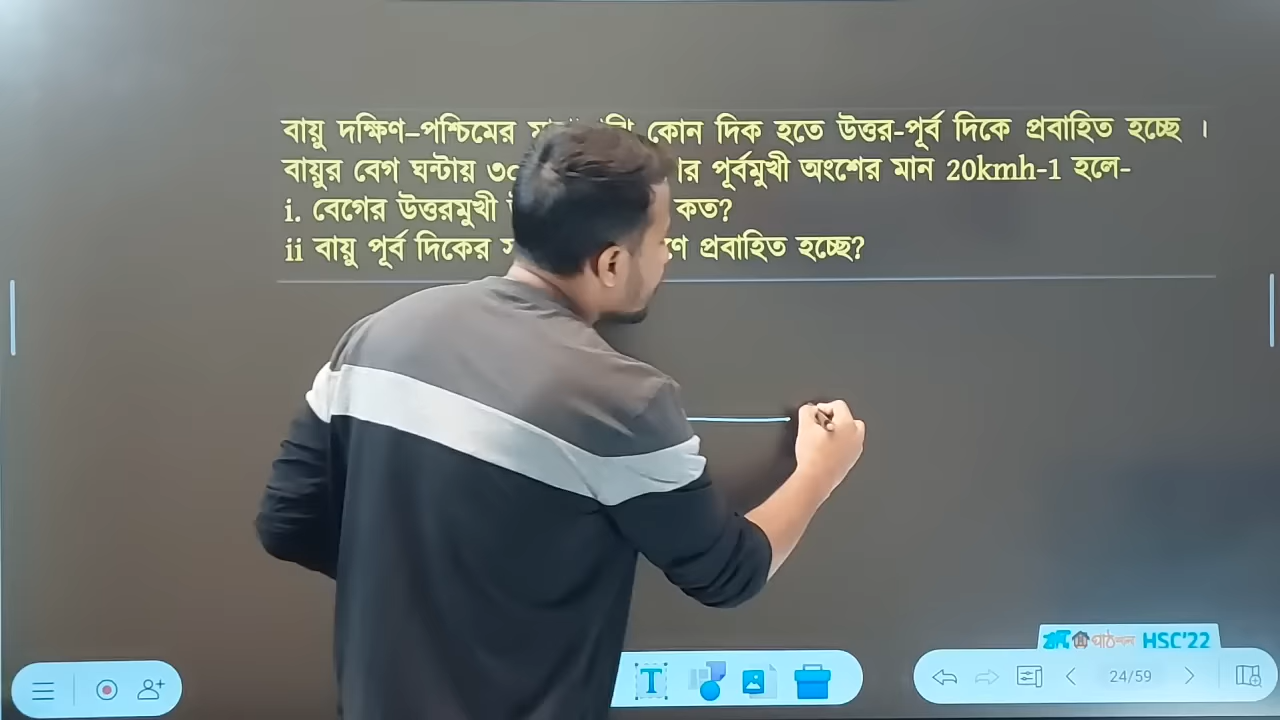 বায়ু দক্ষিণ-পশ্চিমের কোন দিক হতে উত্তর-পূর্ব দিকে প্রবাহিত হচ্ছে ।
বায়ুর বেগ ঘন্টায় পূর্বমুখী অংশের মান 20kmh-1 হলে-
i. বেগের উত্তরমুখী কত?
ii বায়ু পূর্ব দিকের প্রবাহিত হচ্ছে?
পাঠশালা HSC'22
T
24/59